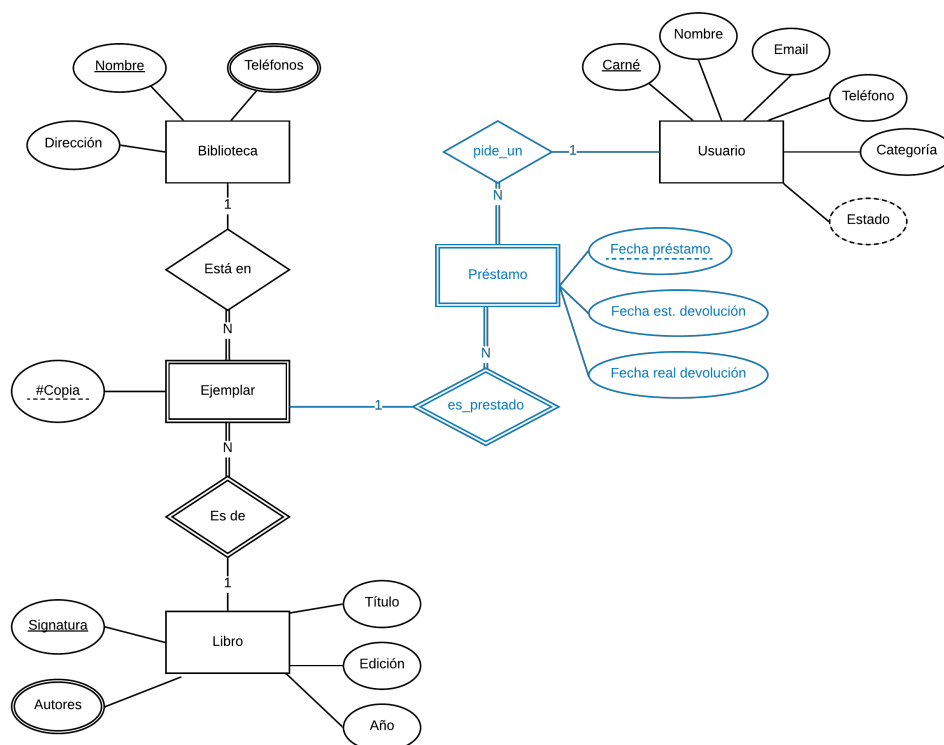 Nombre
Teléfonos
Dirección
Biblioteca
1
Está en
N
#Copia
Ejemplar
N
Es de
1
Signatura
Libro
Autores
Título
Edición
Año
pide_un
1
N
Préstamo
Fecha préstamo
Fecha est. devolución
Fecha real devolución
N
es_prestado
1
Carné
Nombre
Email
Teléfono
Usuario
Categoría
Estado